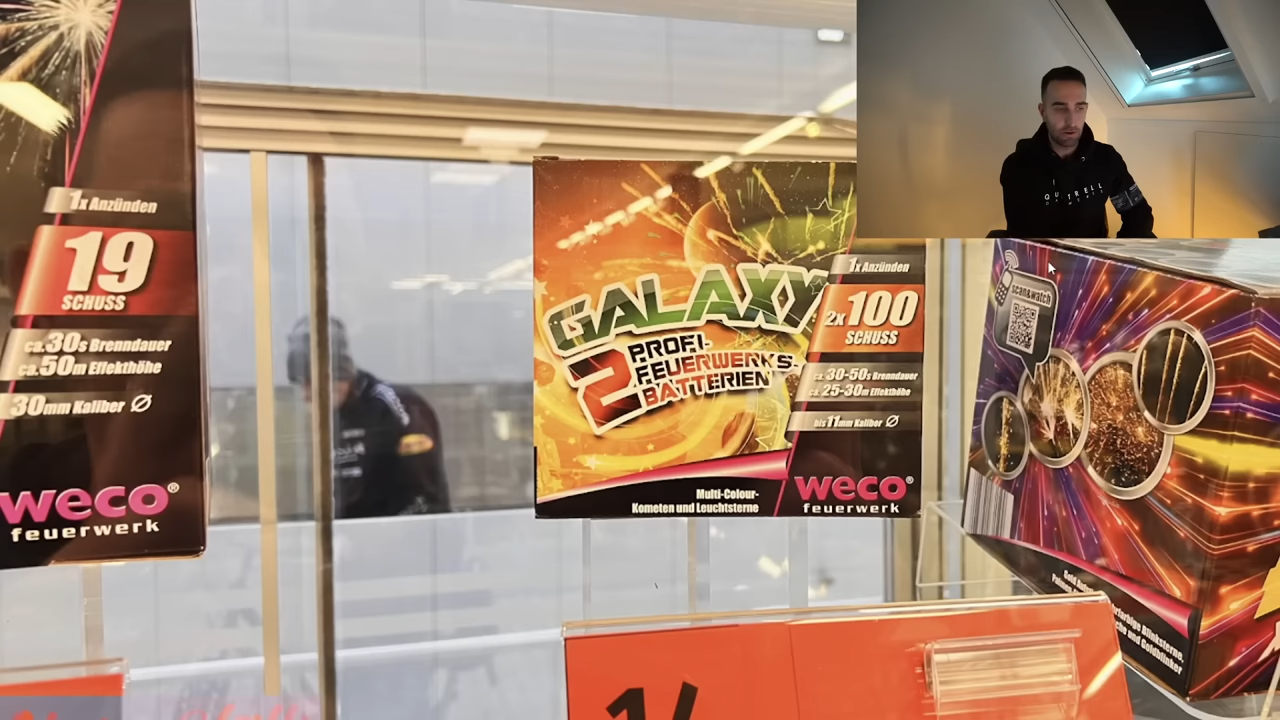 1x Anzünden
19
SCHUSS
ca.30s Brenndauer
ca.50m Effekthöhe
30mm Kaliber Ø
weco®
feuerwerk
GALAXY
2 PROFI-
FEUERWERKS-
BATTERIEN
Multi-Colour-
Kometen und Leuchtsterne
1x Anzünden
2x 100
SCHUSS
ca. 30-50s Brenndauer
ca. 25-30m Effekthöhe
bis 11mm Kaliber Ø
weco®
feuerwerk
scan&watch